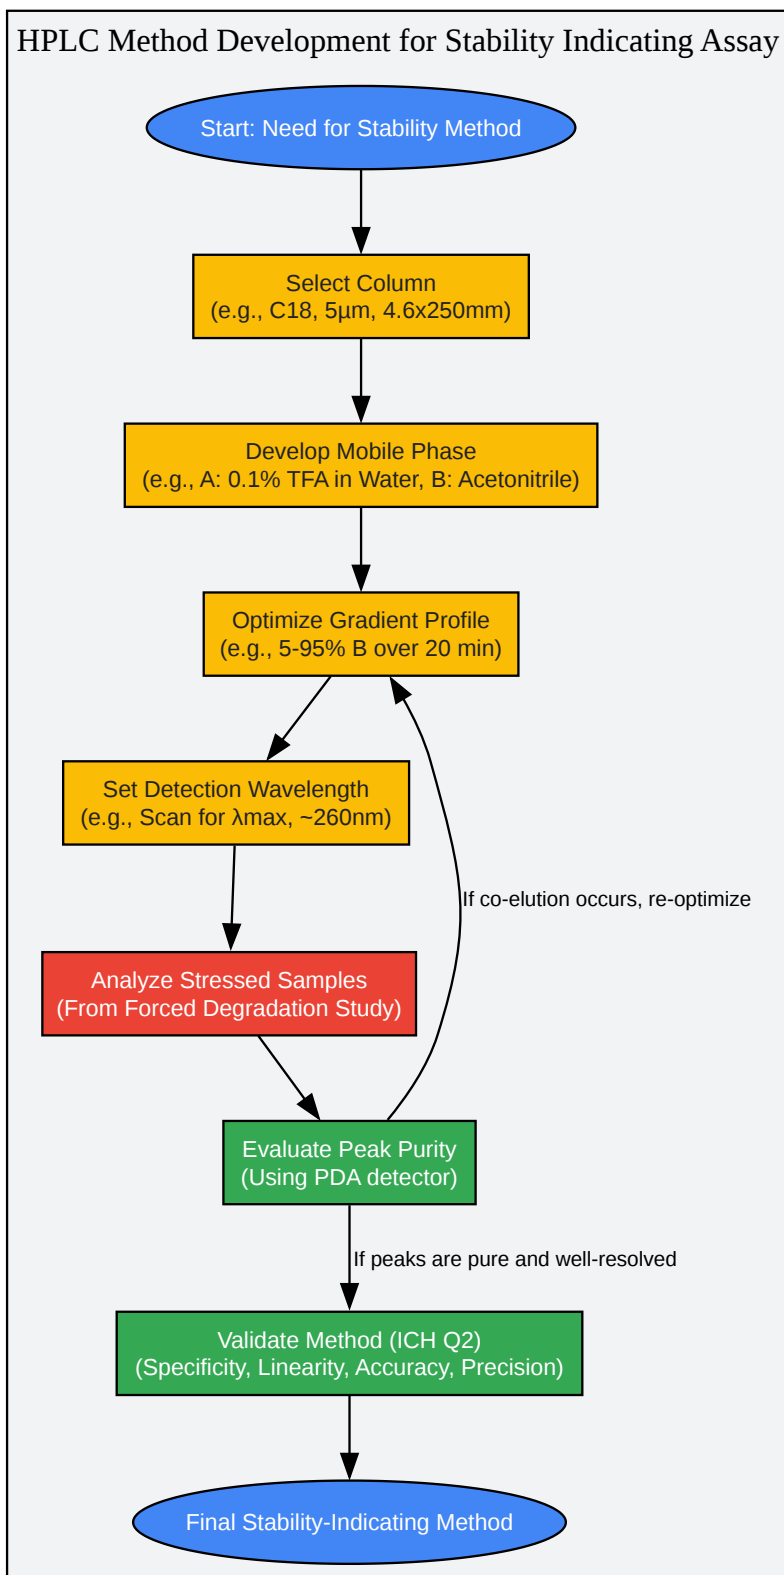 HPLC Method Development for Stability Indicating Assay
Start: Need for Stability Method
Select Column
(e.g., C18, 5µm, 4.6x250mm)
Develop Mobile Phase
(e.g., A: 0.1% TFA in Water, B: Acetonitrile)
Optimize Gradient Profile
(e.g., 5-95% B over 20 min)
Set Detection Wavelength
(e.g., Scan for λmax, ~260nm)
If co-elution occurs, re-optimize
Analyze Stressed Samples
(From Forced Degradation Study)
Evaluate Peak Purity
(Using PDA detector)
If peaks are pure and well-resolved
Validate Method (ICH Q2)
(Specificity, Linearity, Accuracy, Precision)
Final Stability-Indicating Method